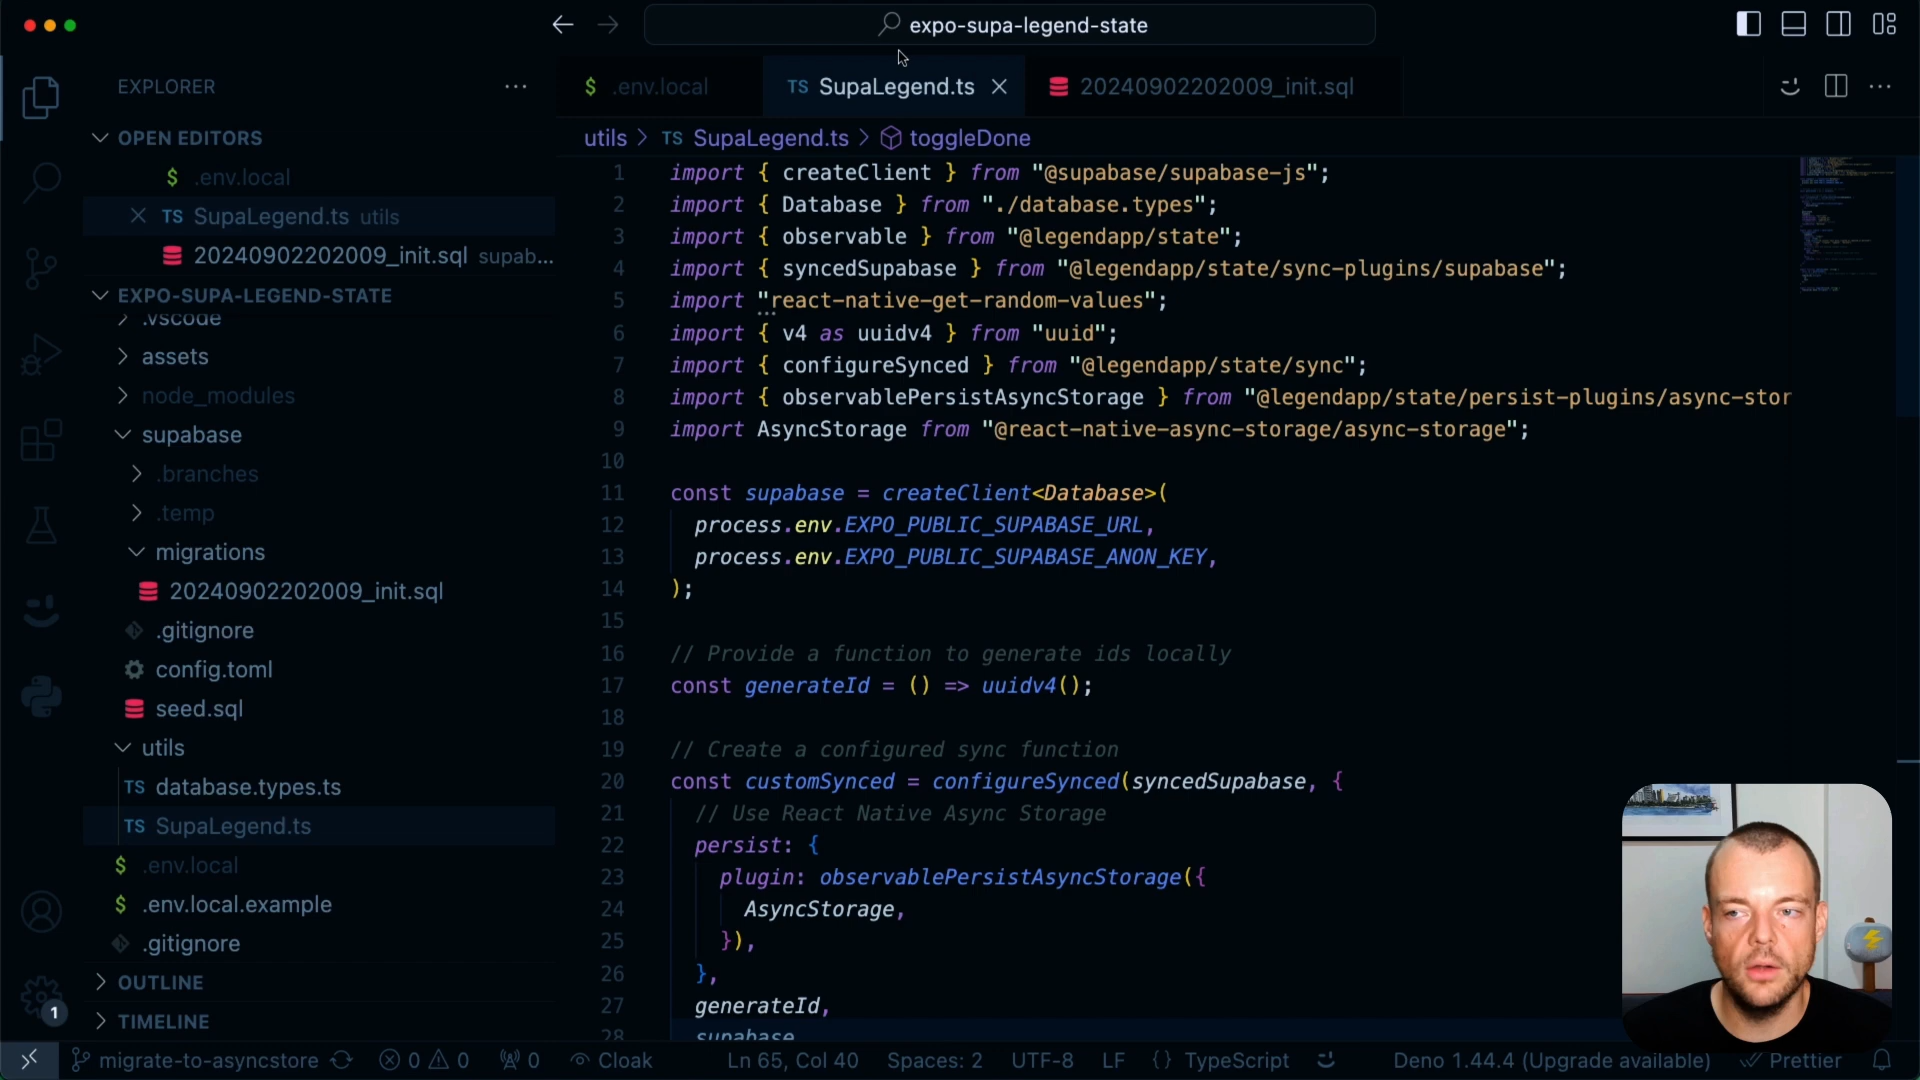 expo-supa-legend-state
EXPLORER
OPEN EDITORS
$ .env.local
TS SupaLegend.ts utils
20240902202009_init.sql supab...
EXPO-SUPA-LEGEND-STATE
.vscode
assets
node_modules
supabase
.branches
.temp
migrations
20240902202009_init.sql
.gitignore
config.toml
seed.sql
utils
TS database.types.ts
TS SupaLegend.ts
$ .env.local
$ .env.local.example
.gitignore
OUTLINE
TIMELINE
1
$ .env.local
TS SupaLegend.ts
20240902202009_init.sql
utils > TS SupaLegend.ts > toggleDone
1 import { createClient } from "@supabase/supabase-js";
2 import { Database } from "./database.types";
3 import { observable } from "@legendapp/state";
4 import { syncedSupabase } from "@legendapp/state/sync-plugins/supabase";
5 import "react-native-get-random-values";
6 import { v4 as uuidv4 } from "uuid";
7 import { configureSynced } from "@legendapp/state/sync";
8 import { observablePersistAsyncStorage } from "@legendapp/state/persist-plugins/async-stor
9 import AsyncStorage from "@react-native-async-storage/async-storage";
10
11 const supabase = createClient<Database>(
12 process.env.EXPO_PUBLIC_SUPABASE_URL,
13 process.env.EXPO_PUBLIC_SUPABASE_ANON_KEY,
14 );
15
16 // Provide a function to generate ids locally
17 const generateId = () => uuidv4();
18
19 // Create a configured sync function
20 const customSynced = configureSynced(syncedSupabase, {
21 // Use React Native Async Storage
22 persist: {
23 plugin: observablePersistAsyncStorage({
24 AsyncStorage,
25 }),
26 },
27 generateId,
28 supabase
migrate-to-asyncstore 0 0 0 Cloak Ln 65, Col 40 Spaces: 2 UTF-8 LF {} TypeScript Deno 1.44.4 (Upgrade available) Prettier